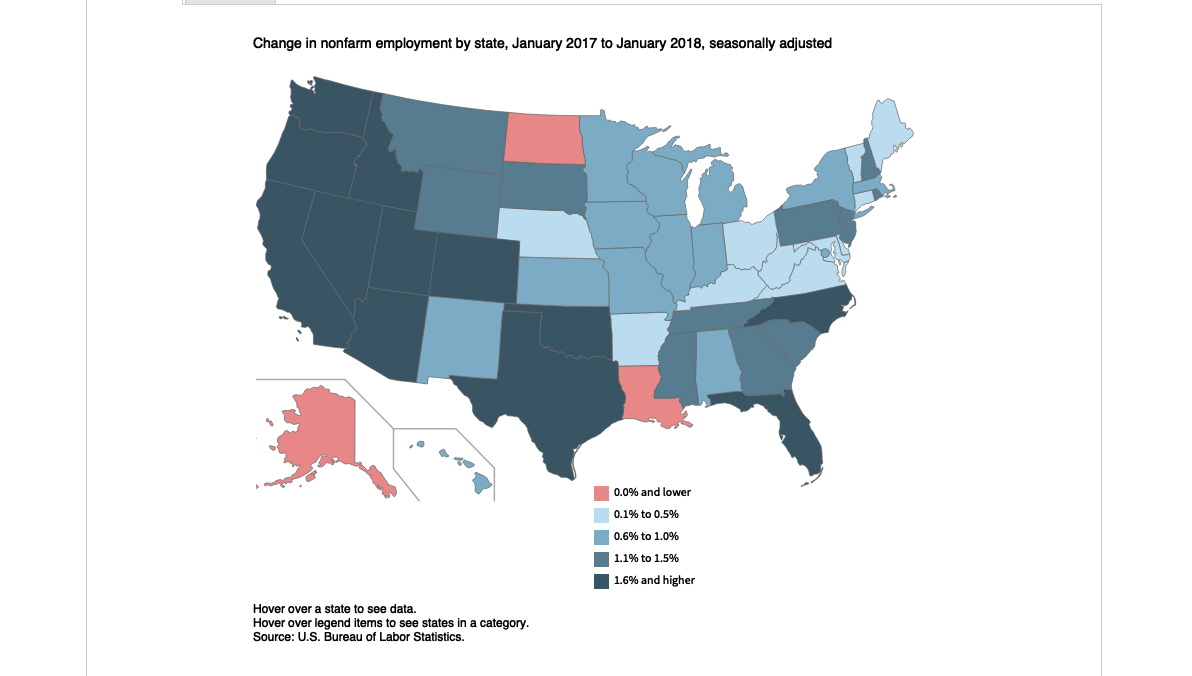 Change in nonfarm employment by state, January 2017 to January 2018, seasonally adjusted
0.0% and lower
0.1% to 0.5%
0.6% to 1.0%
1.1% to 1.5%
1.6% and higher
Hover over a state to see data.
Hover over legend items to see states in a category.
Source: U.S. Bureau of Labor Statistics.